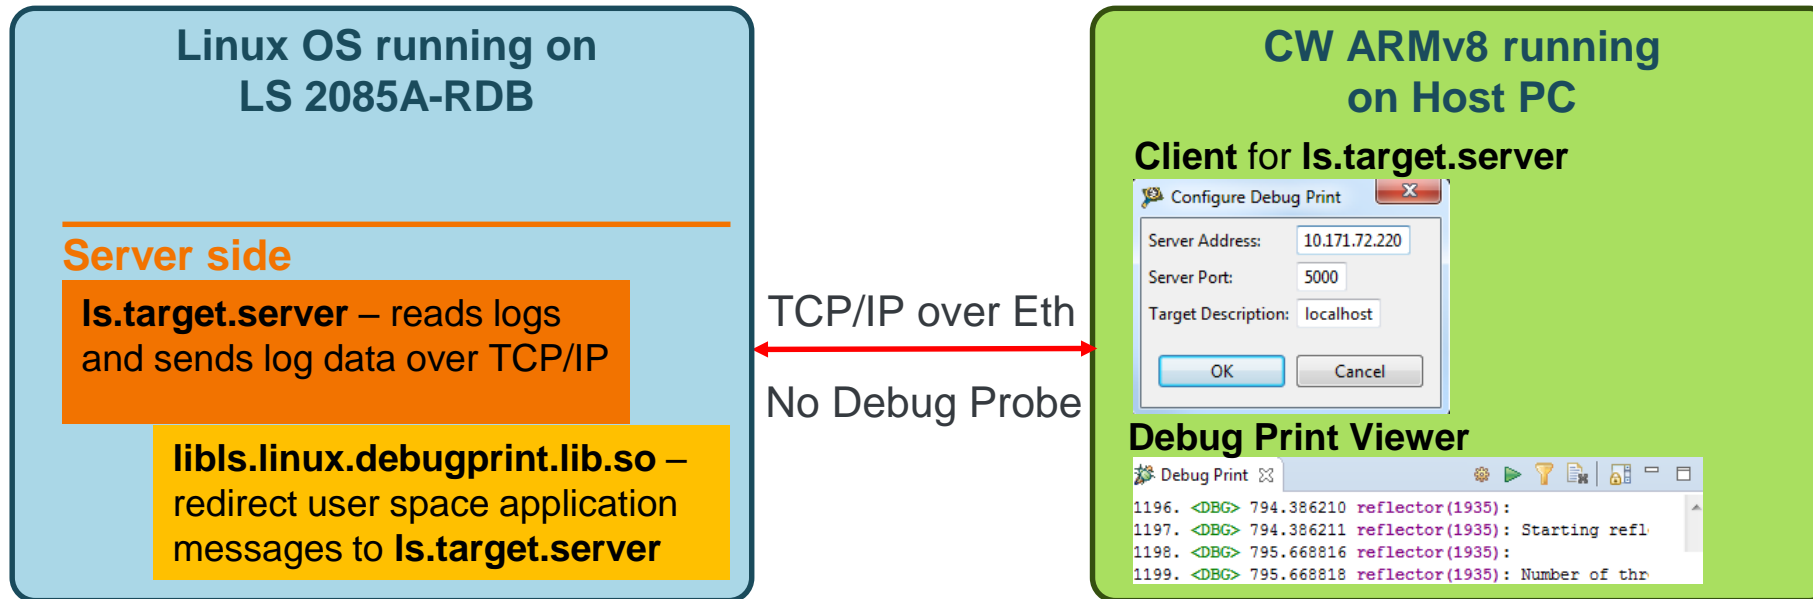 Linux OS running on
LS 2085A-RDB
Server side
ls.target.server – reads logs
and sends log data over TCP/IP
libls.linux.debugprint.lib.so –
redirect user space application
messages to ls.target.server
TCP/IP over Eth
No Debug Probe
CW ARMv8 running
on Host PC
Client for ls.target.server
Configure Debug Print
Server Address: 10.171.72.220
Server Port: 5000
Target Description: localhost
OK Cancel
Debug Print Viewer
Debug Print
1196. <DBG> 794.386210 reflector(1935):
1197. <DBG> 794.386211 reflector(1935): Starting refl
1198. <DBG> 795.668816 reflector(1935):
1199. <DBG> 795.668818 reflector(1935): Number of thr